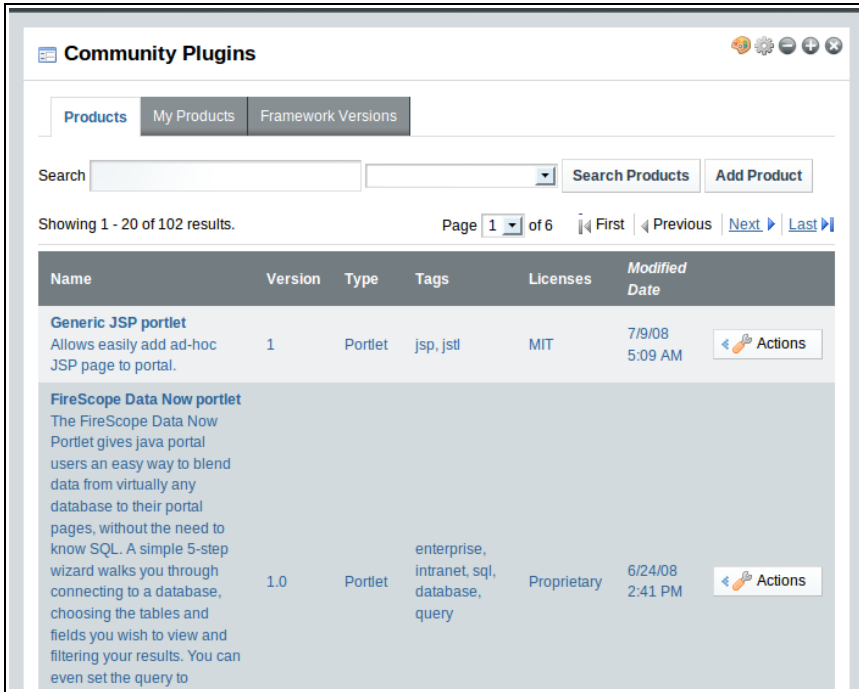 Community Plugins
Products My Products Framework Versions
Search Search Products Add Product
Showing 1 - 20 of 102 results. Page 1 of 6 First Previous Next Last
Name Version Type Tags Licenses Modified
Date
Generic JSP portlet
Allows easily add ad-hoc
JSP page to portal.
1 Portlet jsp, jstl MIT 7/9/08
5:09 AM
Actions
FireScope Data Now portlet
The FireScope Data Now
Portlet gives java portal
users an easy way to blend
data from virtually any
database to their portal
pages, without the need to
know SQL. A simple 5-step
wizard walks you through
connecting to a database,
choosing the tables and
fields you wish to view and
filtering your results. You can
even set the query to
1.0 Portlet
enterprise,
intranet, sql,
database,
query
Proprietary
6/24/08
2:41 PM
Actions